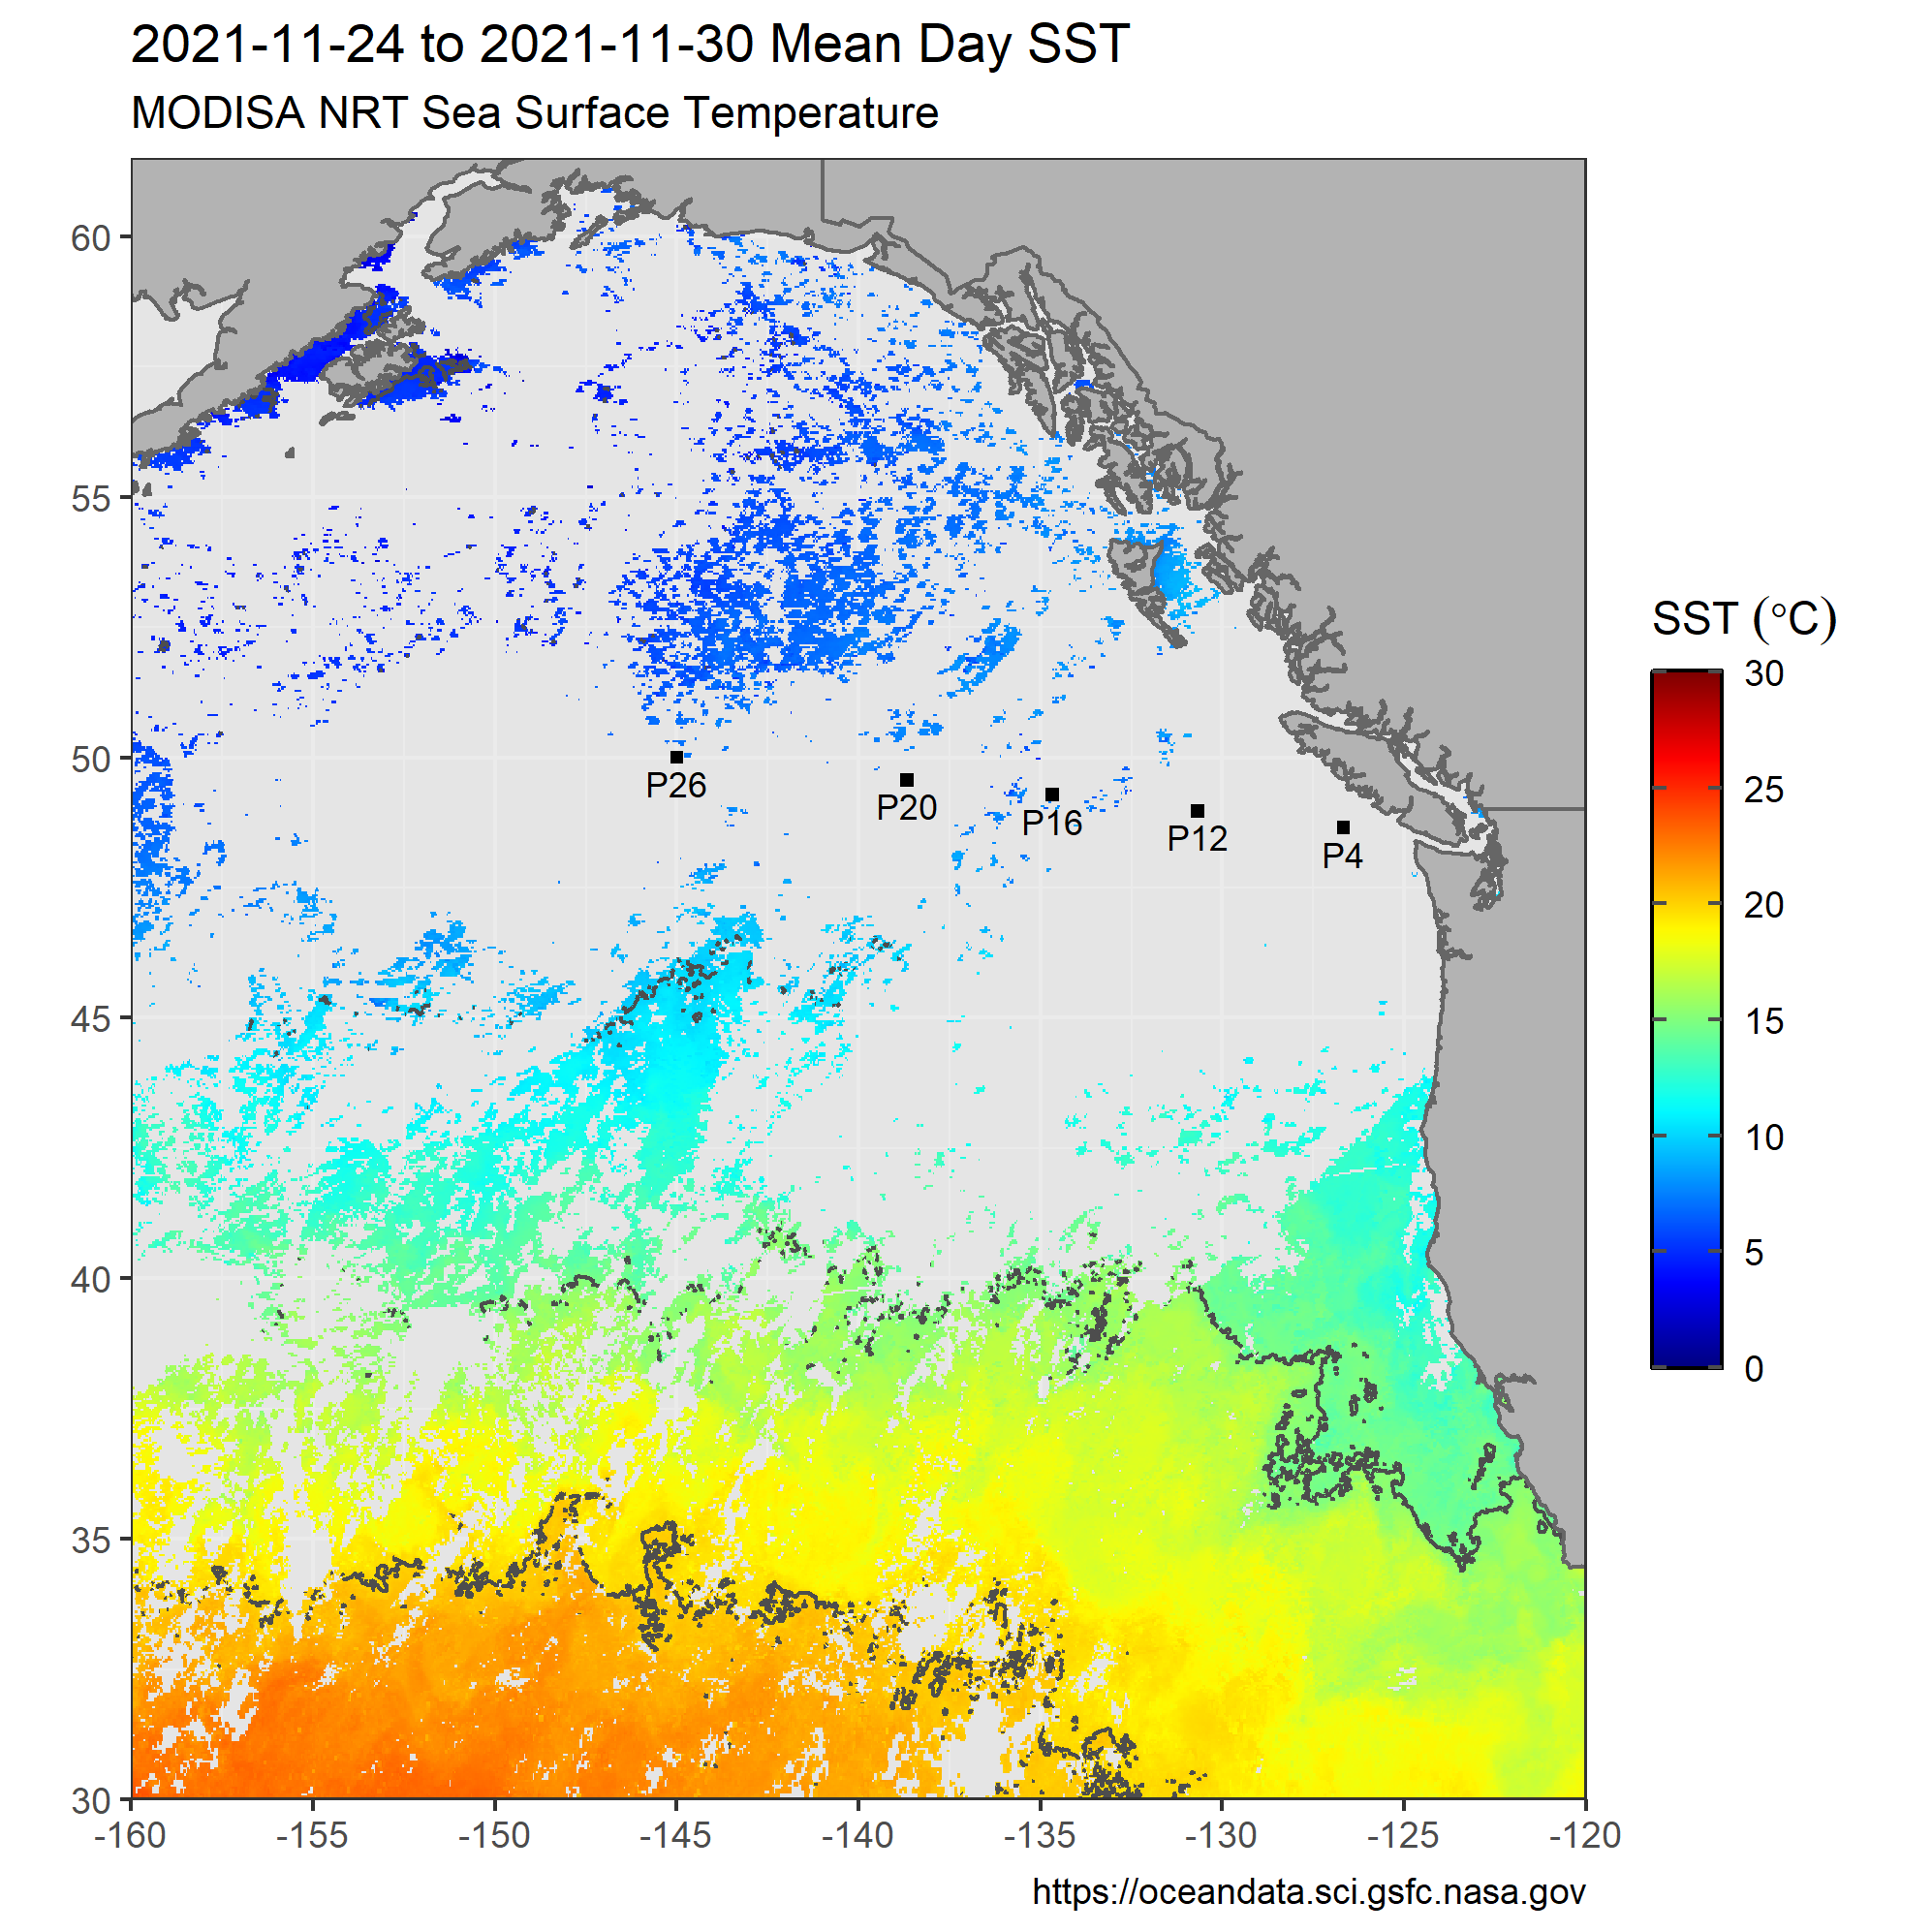 2021-11-24 to 2021-11-30 Mean Day SST
MODISA NRT Sea Surface Temperature
60
55
50
45
40
35
30
-160
-155
-150
-145
-140
-135
-130
-125
-120
P26
P20
P16
P12
P4
SST (°C)
30
25
20
15
10
5
0
https://oceandata.sci.gsfc.nasa.gov